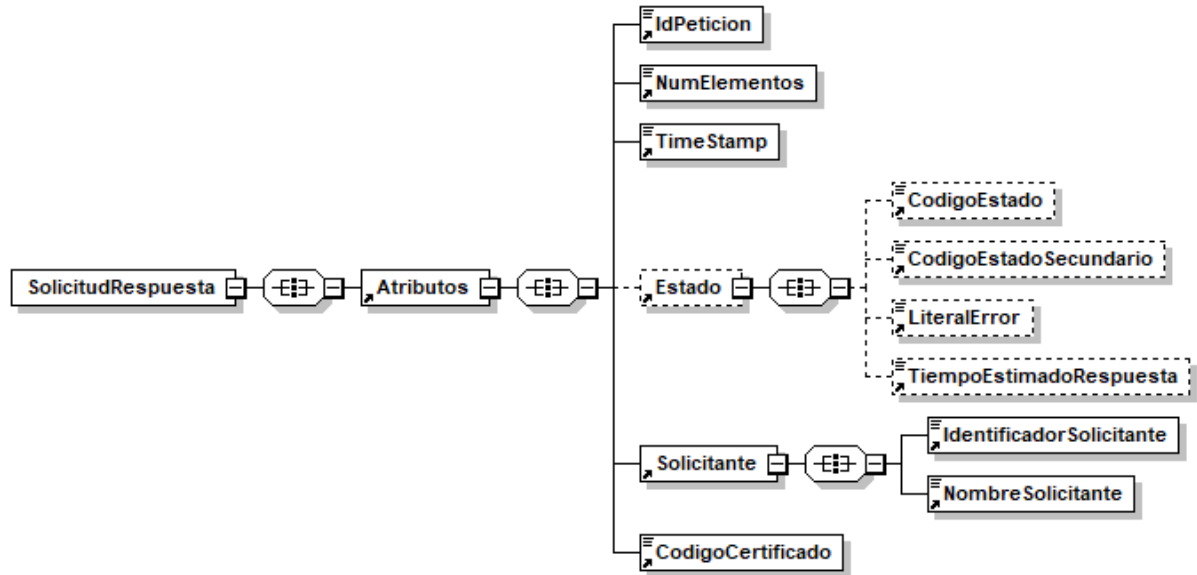 IdPeticion
NumElementos
TimeStamp
CodigoEstado
CodigoEstadoSecundario
SolicitudRespuesta
Atributos
Estado
LiteralError
TiempoEstimadoRespuesta
IdentificadorSolicitante
Solicitante
NombreSolicitante
CodigoCertificado